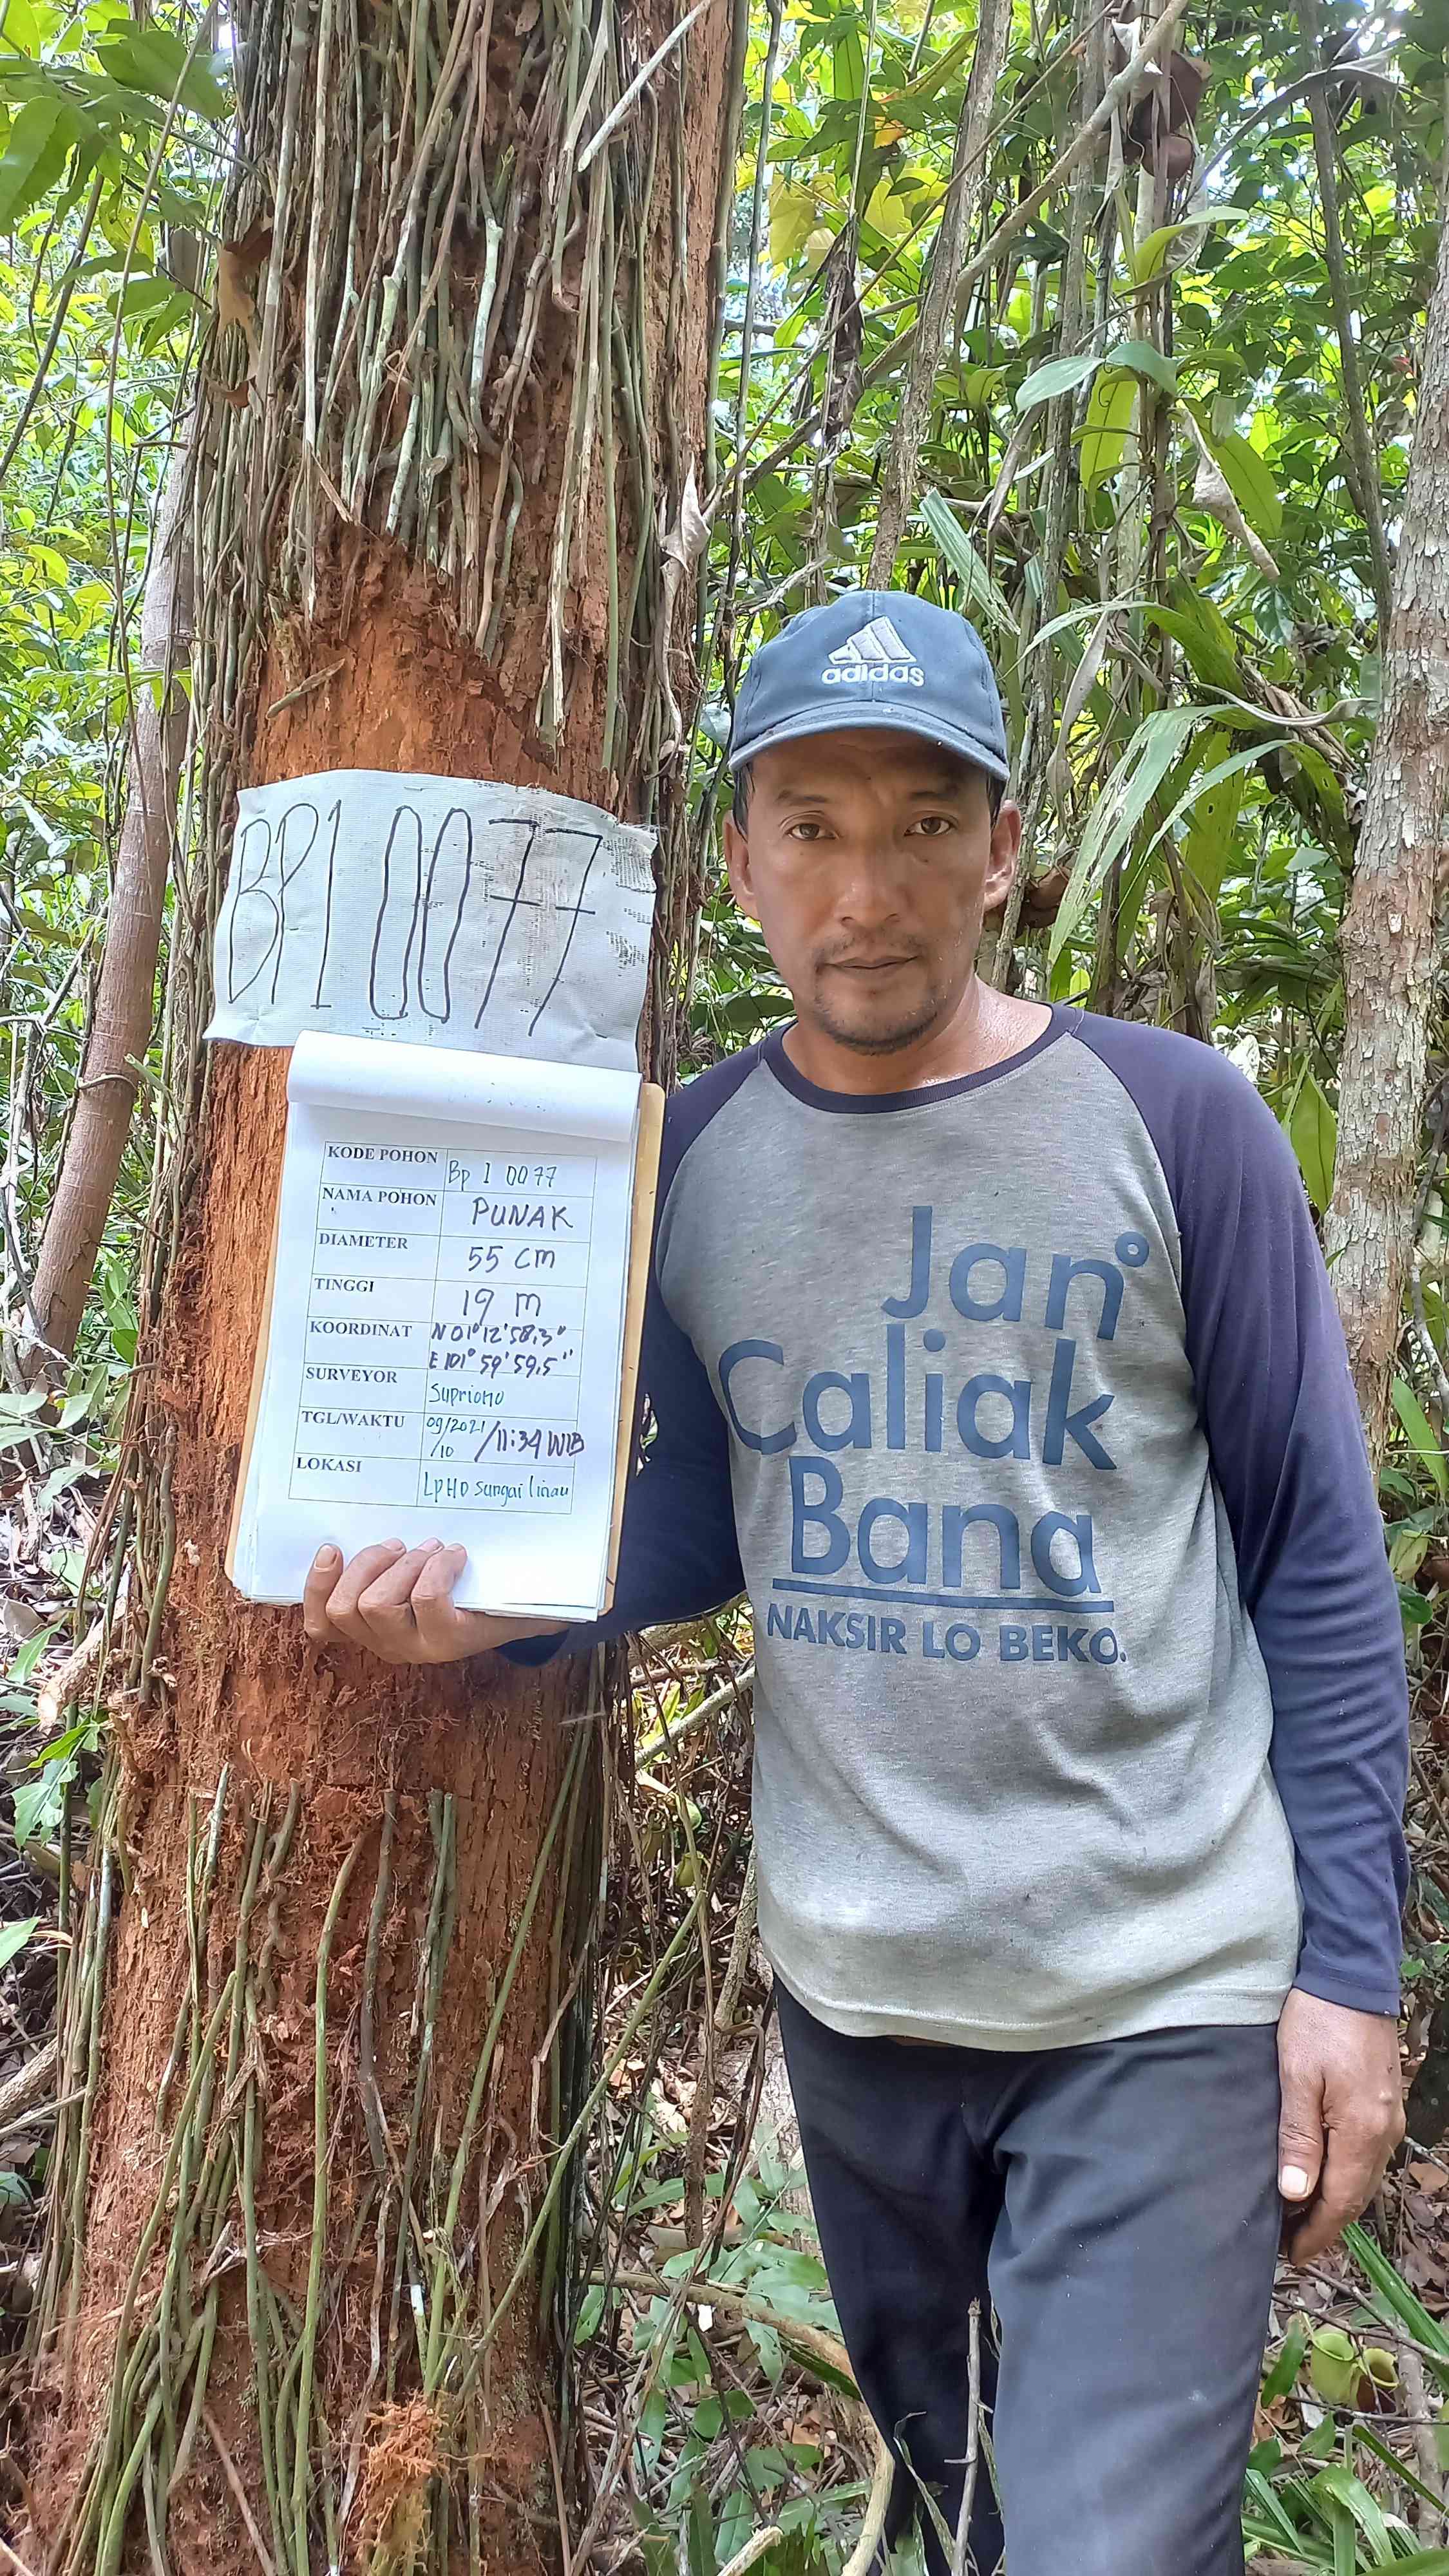 adidas
BP1 0077
KODE POHON Bp 1 0077
NAMA POHON PUNAK
DIAMETER 55 cm
TINGGI 19 m
KOORDINAT N 01° 12' 58,3"
E 101° 59' 59,5"
SURVEYOR Supriono
TGL/WAKTU 09/2021 /11:34 WIB
/10
LOKASI LpHD Sungai linau
Jan°
Caliak
Bana
NAKSIR LO BEKO.